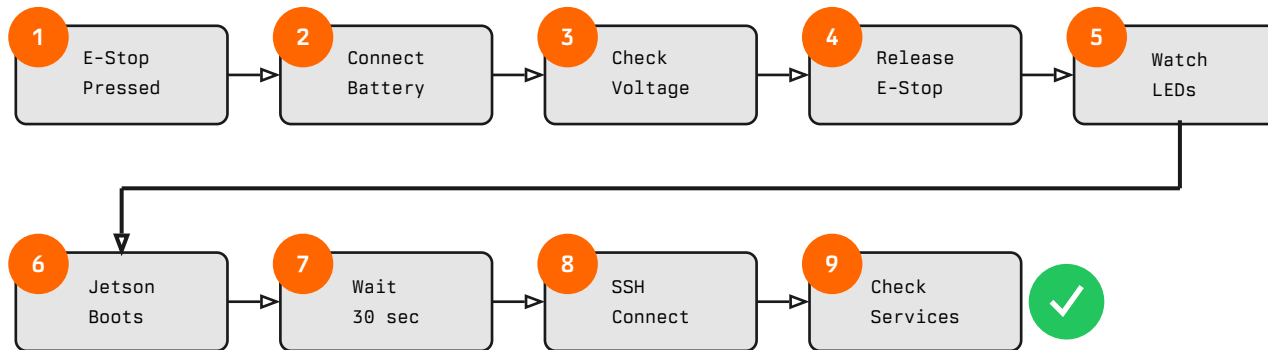 1
E-Stop
Pressed
2
Connect
Battery
3
Check
Voltage
4
Release
E-Stop
5
Watch
LEDs
6
Jetson
Boots
7
Wait
30 sec
8
SSH
Connect
9
Check
Services